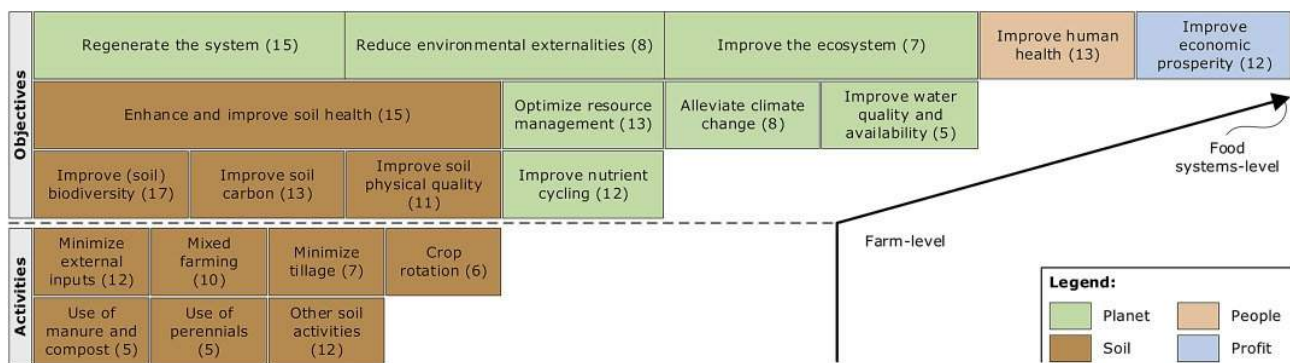 Objectives
Regenerate the system (15)
Reduce environmental externalities (8)
Improve the ecosystem (7)
Improve human
health (13)
Improve
economic
prosperity (12)
Enhance and improve soil health (15)
Optimize resource
management (13)
Alleviate climate
change (8)
Improve water
quality and
availability (5)
Improve (soil)
biodiversity (17)
Improve soil
carbon (13)
Improve soil
physical quality
(11)
Improve nutrient
cycling (12)
Food
systems-level
Farm-level
Activities
Minimize
external
inputs (12)
Mixed
farming
(10)
Minimize
tillage (7)
Crop
rotation (6)
Use of
manure and
compost (5)
Use of
perennials
(5)
Other soil
activities
(12)
Legend:
Planet
People
Soil
Profit